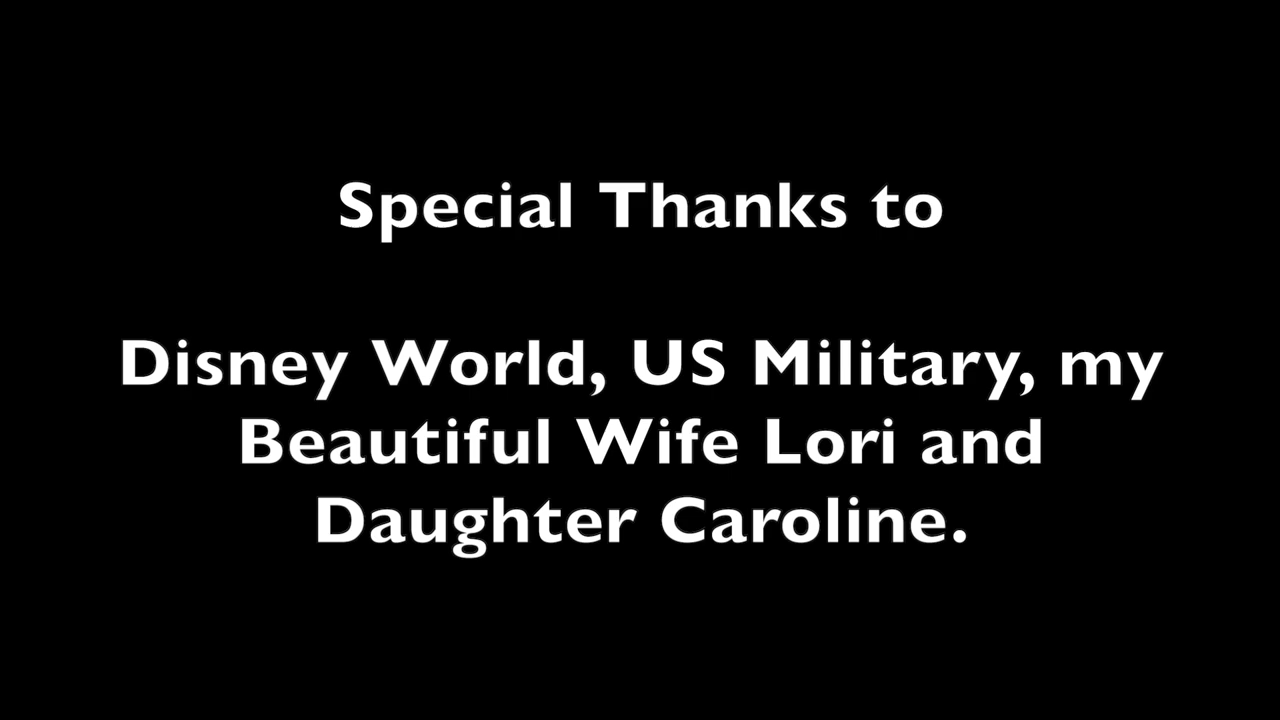 Special Thanks to
Disney World, US Military, my
Beautiful Wife Lori and
Daughter Caroline.